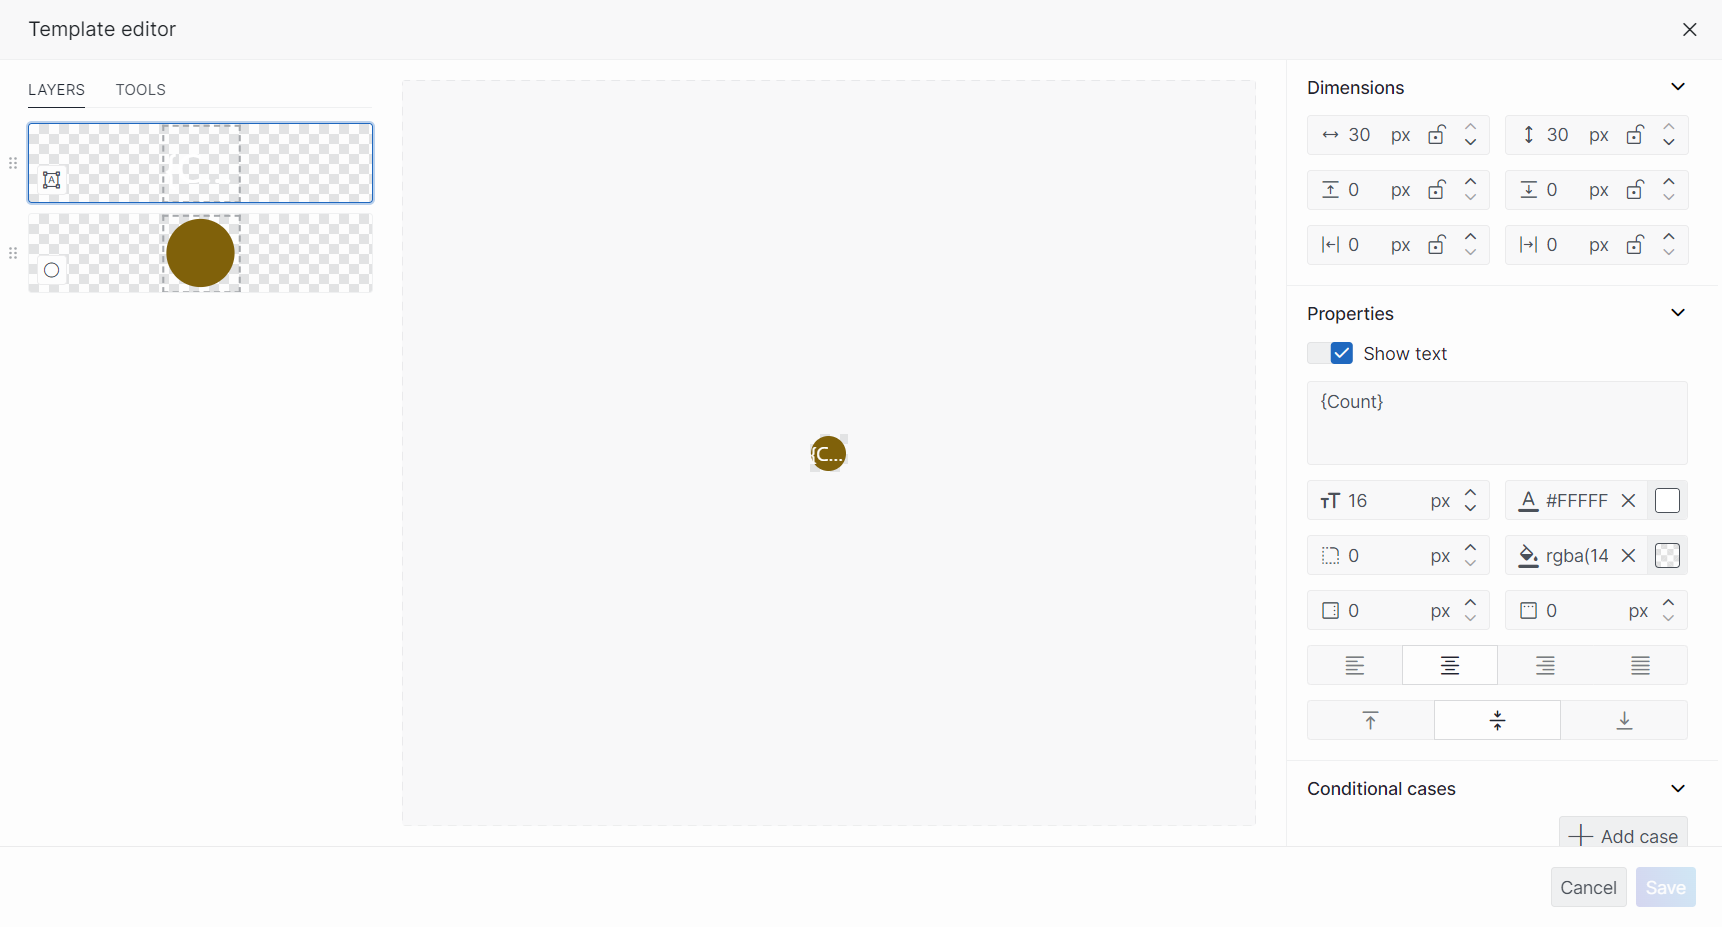 Template editor
LAYERS TOOLS
{C...
Dimensions
30 px 30 px
0 px 0 px
0 px 0 px
Properties
Show text
{Count}
16 px #FFFFF
0 px rgba(14
0 px 0 px
Conditional cases
Add case
Cancel Save